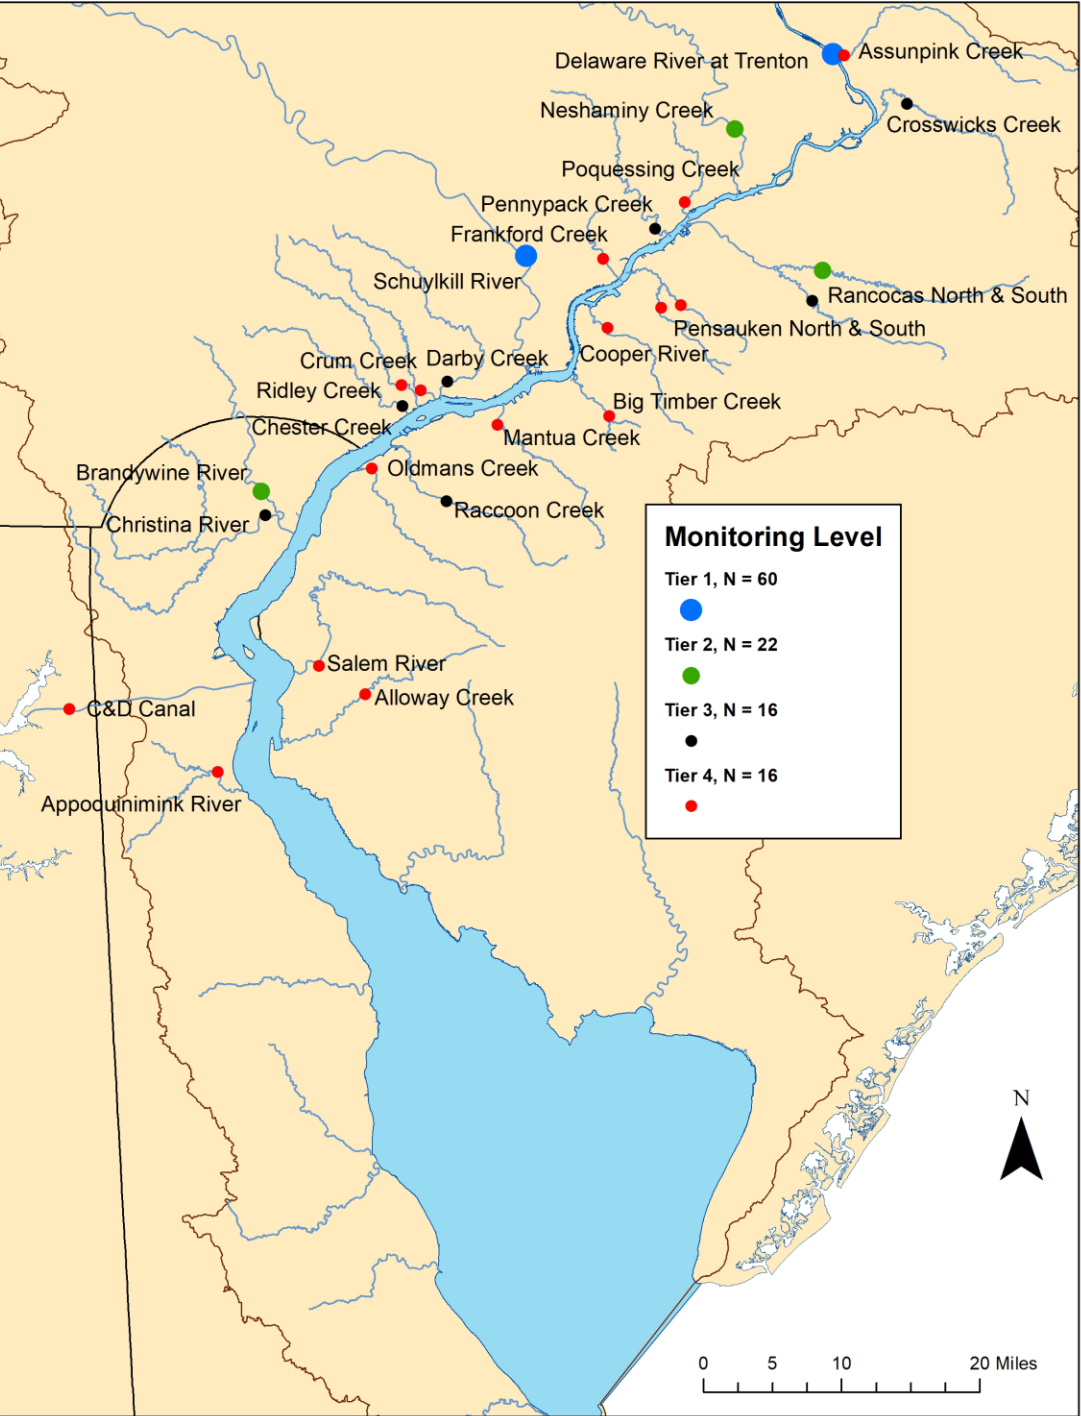 Delaware River at Trenton
Assunpink Creek
Neshaminy Creek
Crosswicks Creek
Poquessing Creek
Pennypack Creek
Frankford Creek
Schuylkill River
Rancocas North & South
Pensauken North & South
Cooper River
Crum Creek
Darby Creek
Ridley Creek
Big Timber Creek
Chester Creek
Mantua Creek
Brandywine River
Oldmans Creek
Raccoon Creek
Christina River
Monitoring Level
Tier 1, N = 60
Tier 2, N = 22
Tier 3, N = 16
Tier 4, N = 16
Salem River
Alloway Creek
C&D Canal
Appoquinimink River
N
0 5 10 20 Miles